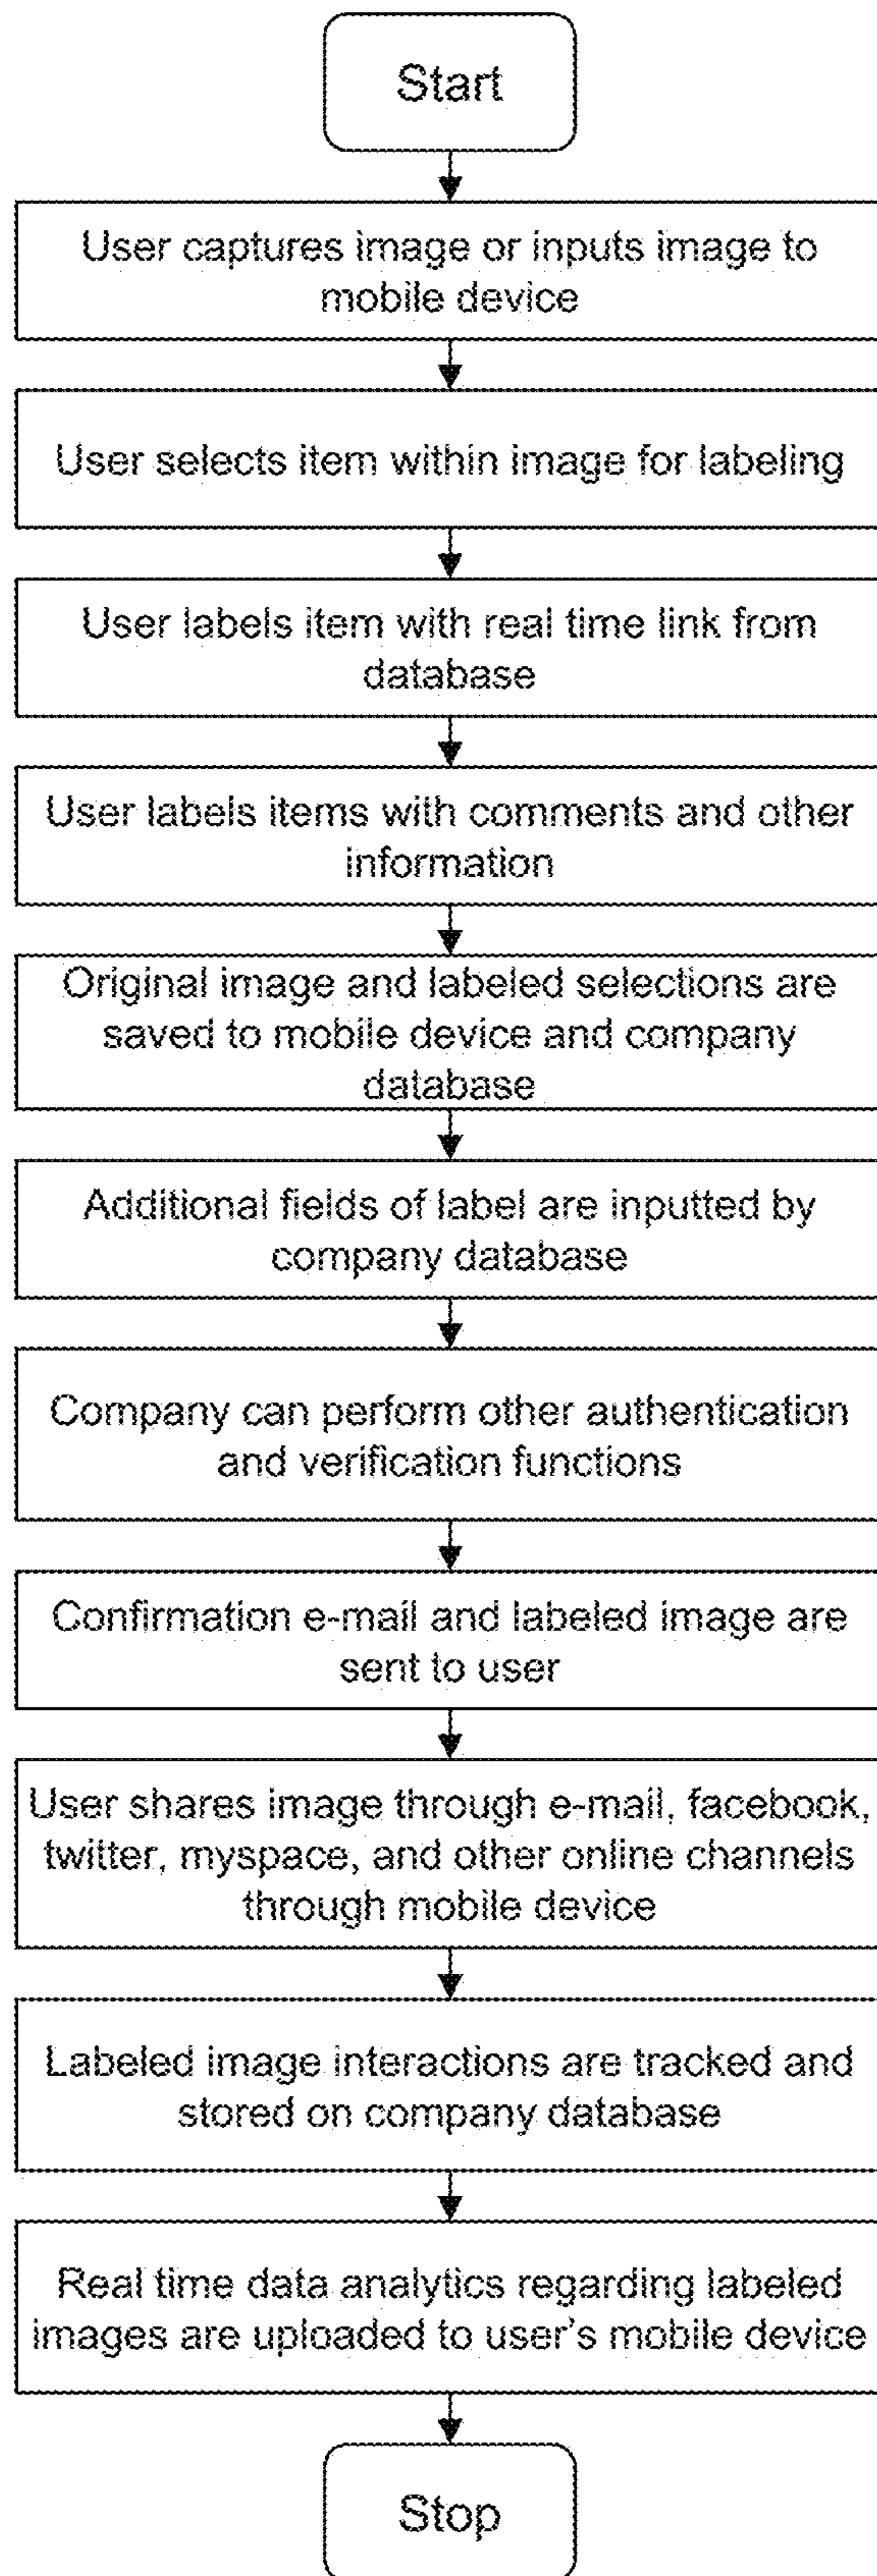 Start
User captures image or inputs image to
mobile device
User selects item within image for labeling
User labels item with real time link from
database
User labels items with comments and other
information
Original image and labeled selections are
saved to mobile device and company
database
Additional fields of label are inputted by
company database
Company can perform other authentication
and verification functions
Confirmation e-mail and labeled image are
sent to user
User shares image through e-mail, facebook,
twitter, myspace, and other online channels
through mobile device
Labeled image interactions are tracked and
stored on company database
Real time data analytics regarding labeled
images are uploaded to user's mobile device
Stop